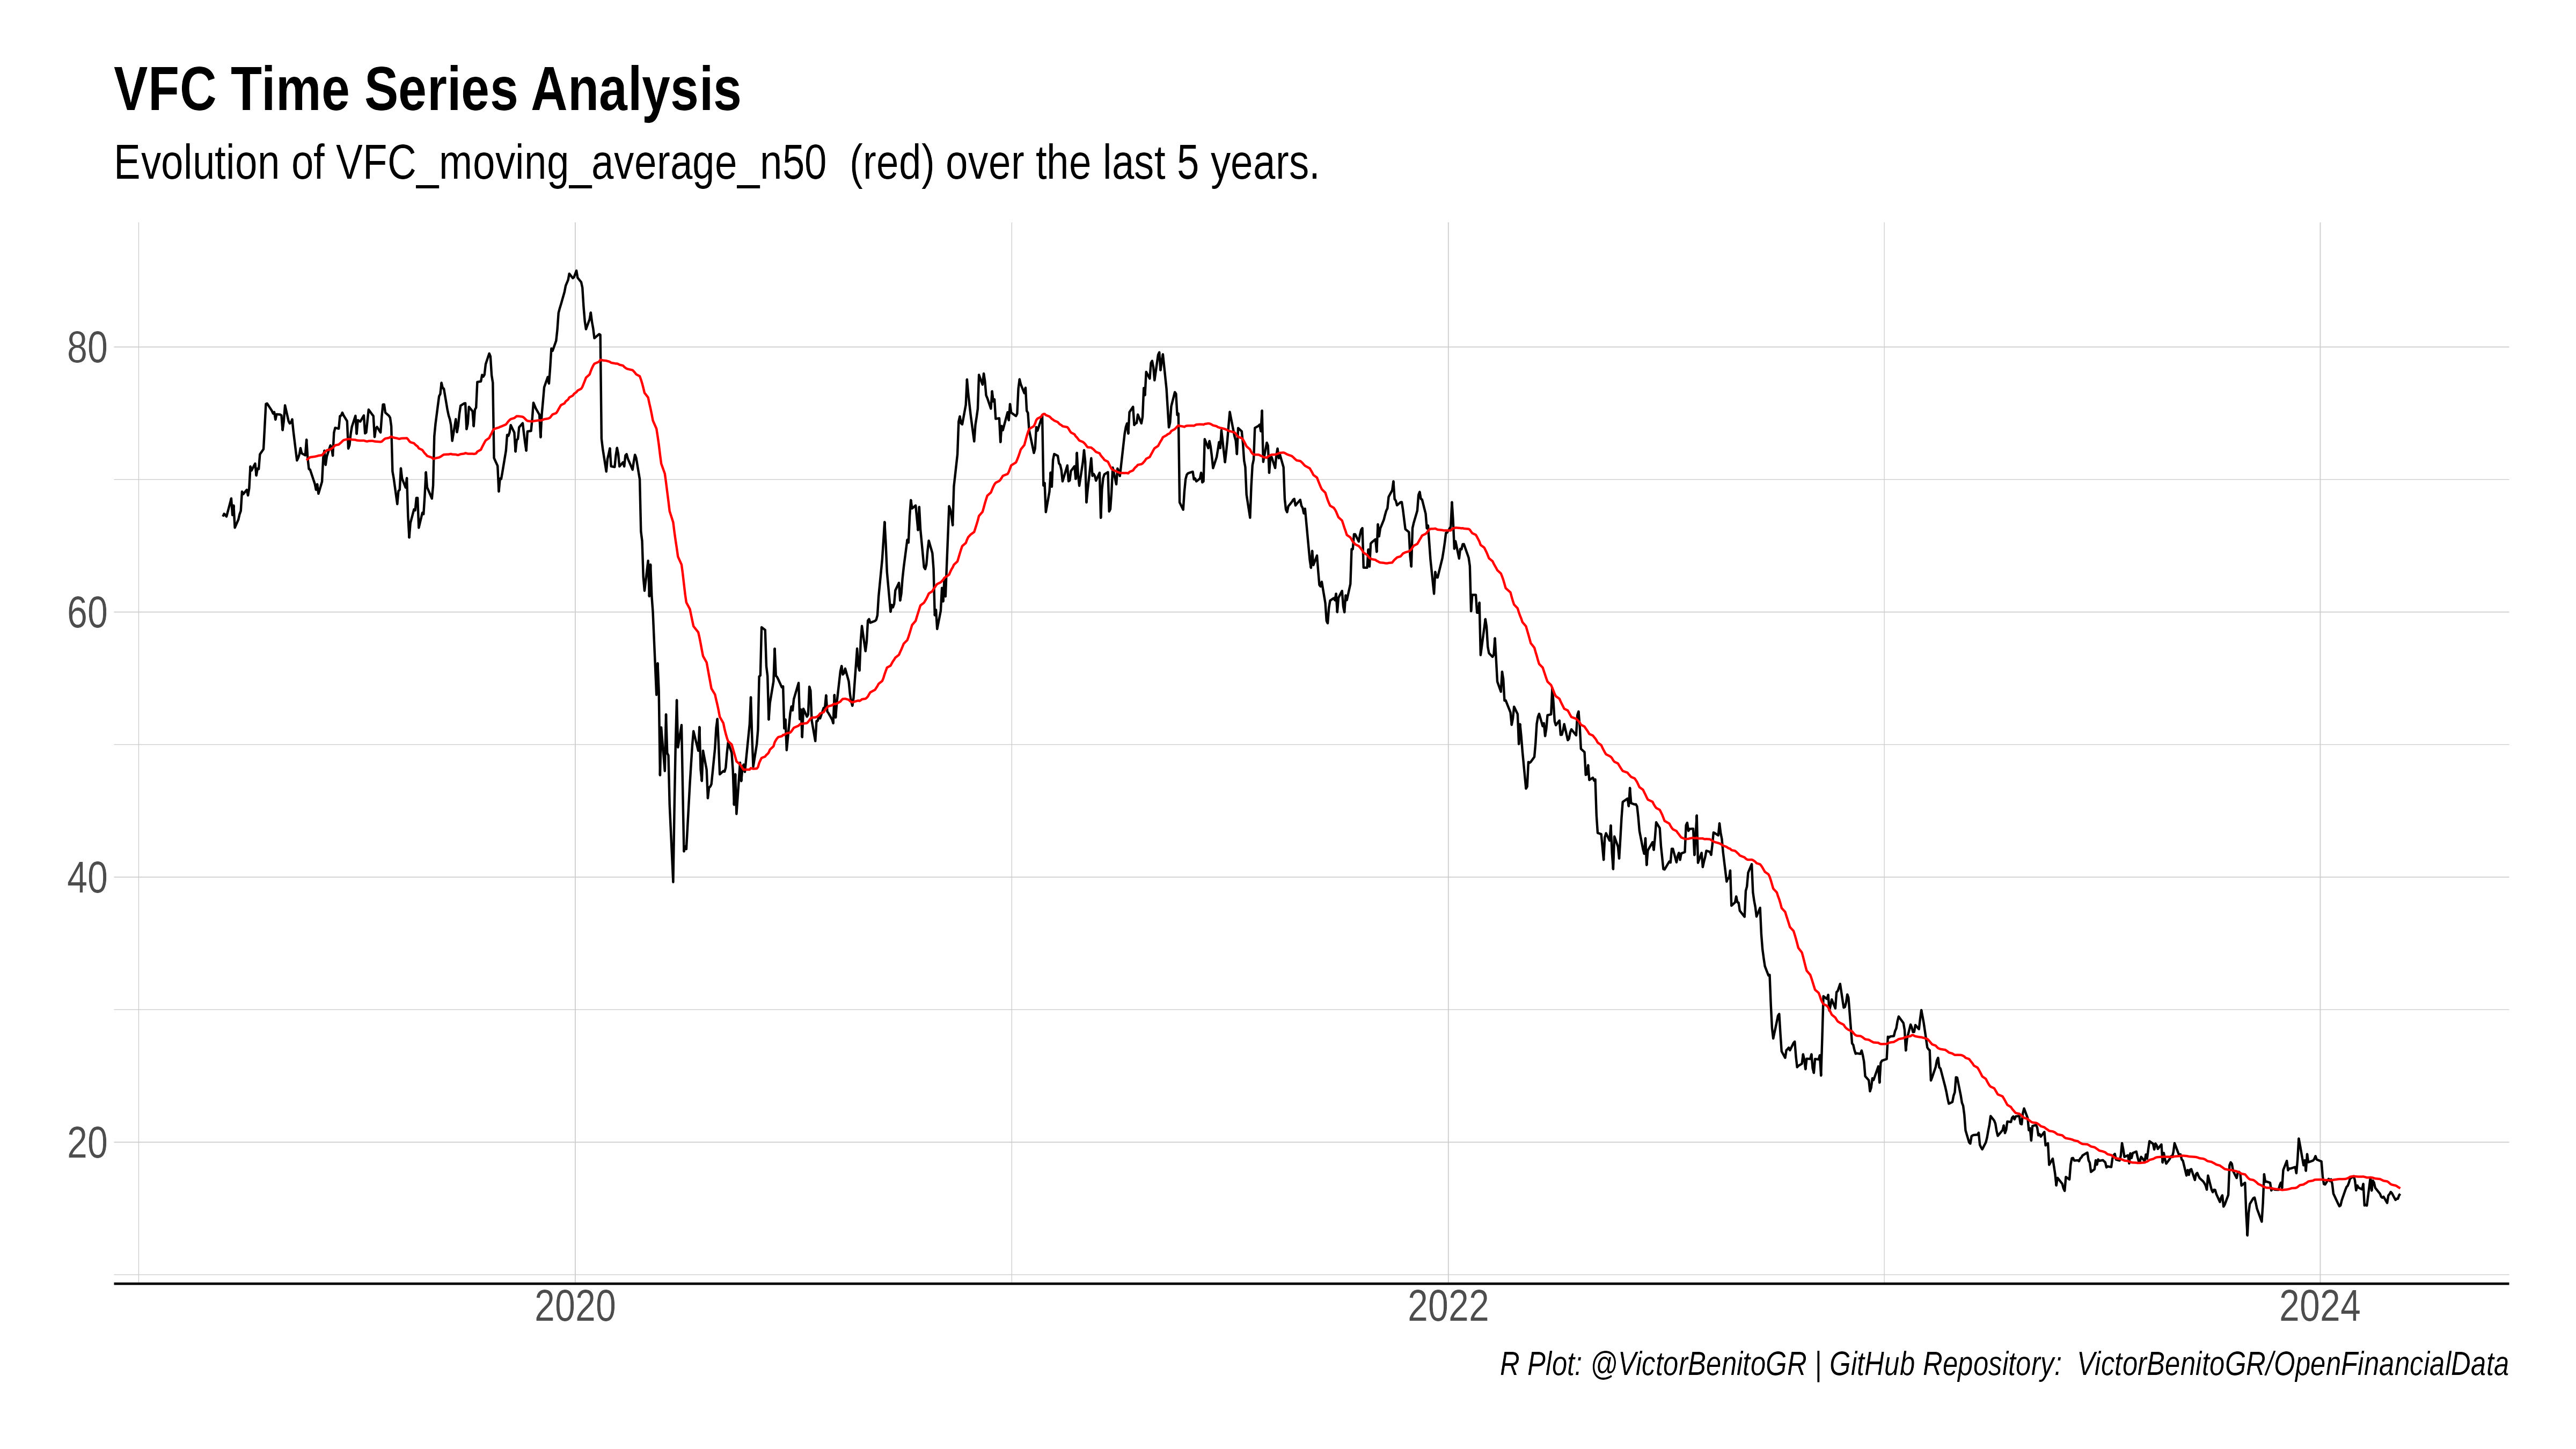 VFC Time Series Analysis
Evolution of VFC_moving_average_n50  (red) over the last 5 years.
80
60
40
20
2020
2022
2024
R Plot: @VictorBenitoGR | GitHub Repository:  VictorBenitoGR/OpenFinancialData